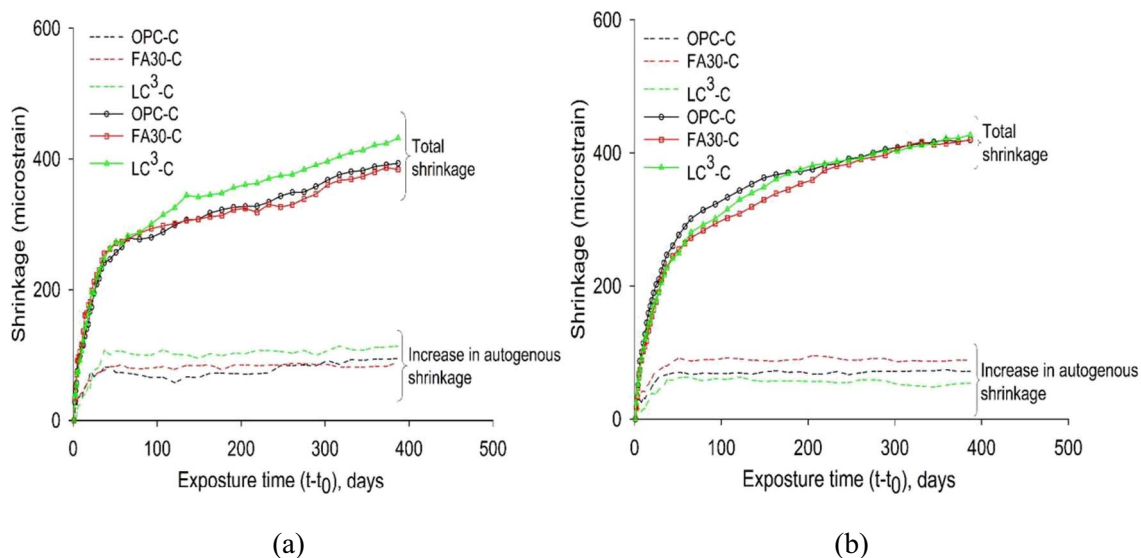 600
400
200
0
Shrinkage (microstrain)
OPC-C
FA30-C
LC³-C
OPC-C
FA30-C
LC³-C
Total
shrinkage
Increase in autogenous
shrinkage
0 100 200 300 400 500
Exposture time (t-t₀), days
(a)
600
400
200
0
Shrinkage (microstrain)
OPC-C
FA30-C
LC³-C
OPC-C
FA30-C
LC³-C
Total
shrinkage
Increase in autogenous
shrinkage
0 100 200 300 400 500
Exposture time (t-t₀), days
(b)